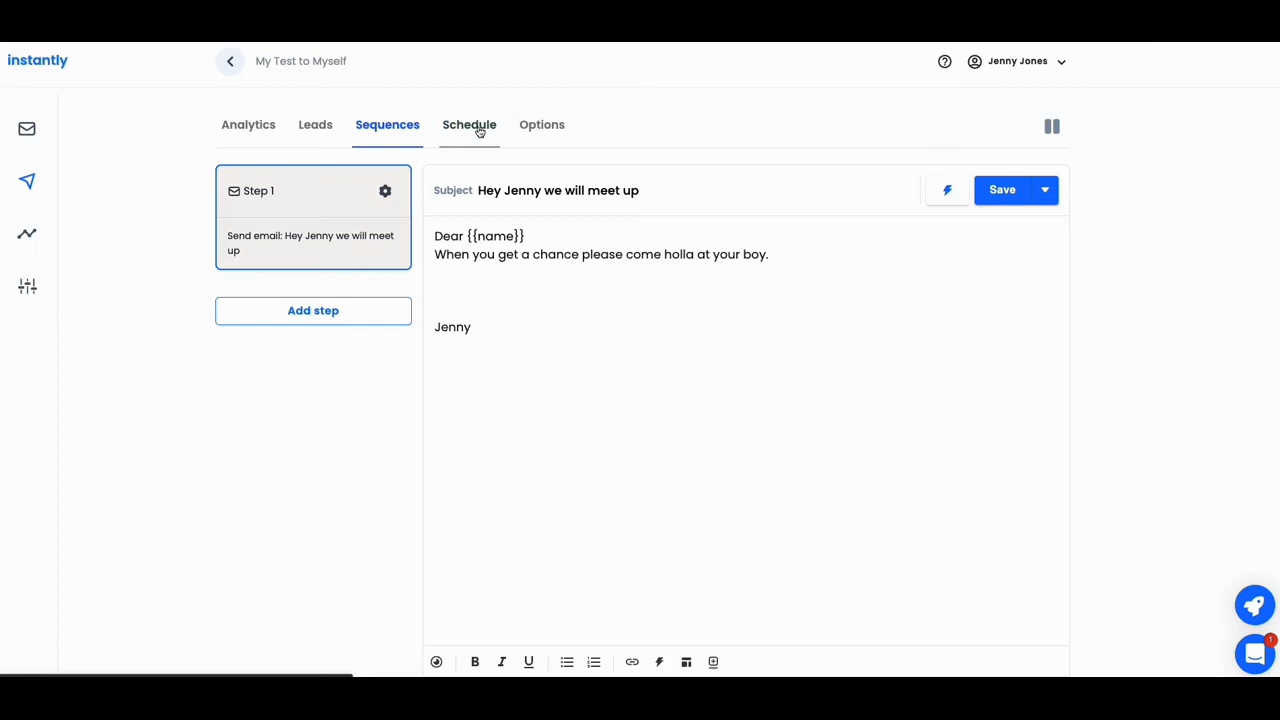 instantly
My Test to Myself
Jenny Jones
Analytics
Leads
Sequences
Schedule
Options
Step 1
Send email: Hey Jenny we will meet
up
Add step
Subject Hey Jenny we will meet up
Save
Dear {{name}}
When you get a chance please come holla at your boy.
Jenny
B I U
1